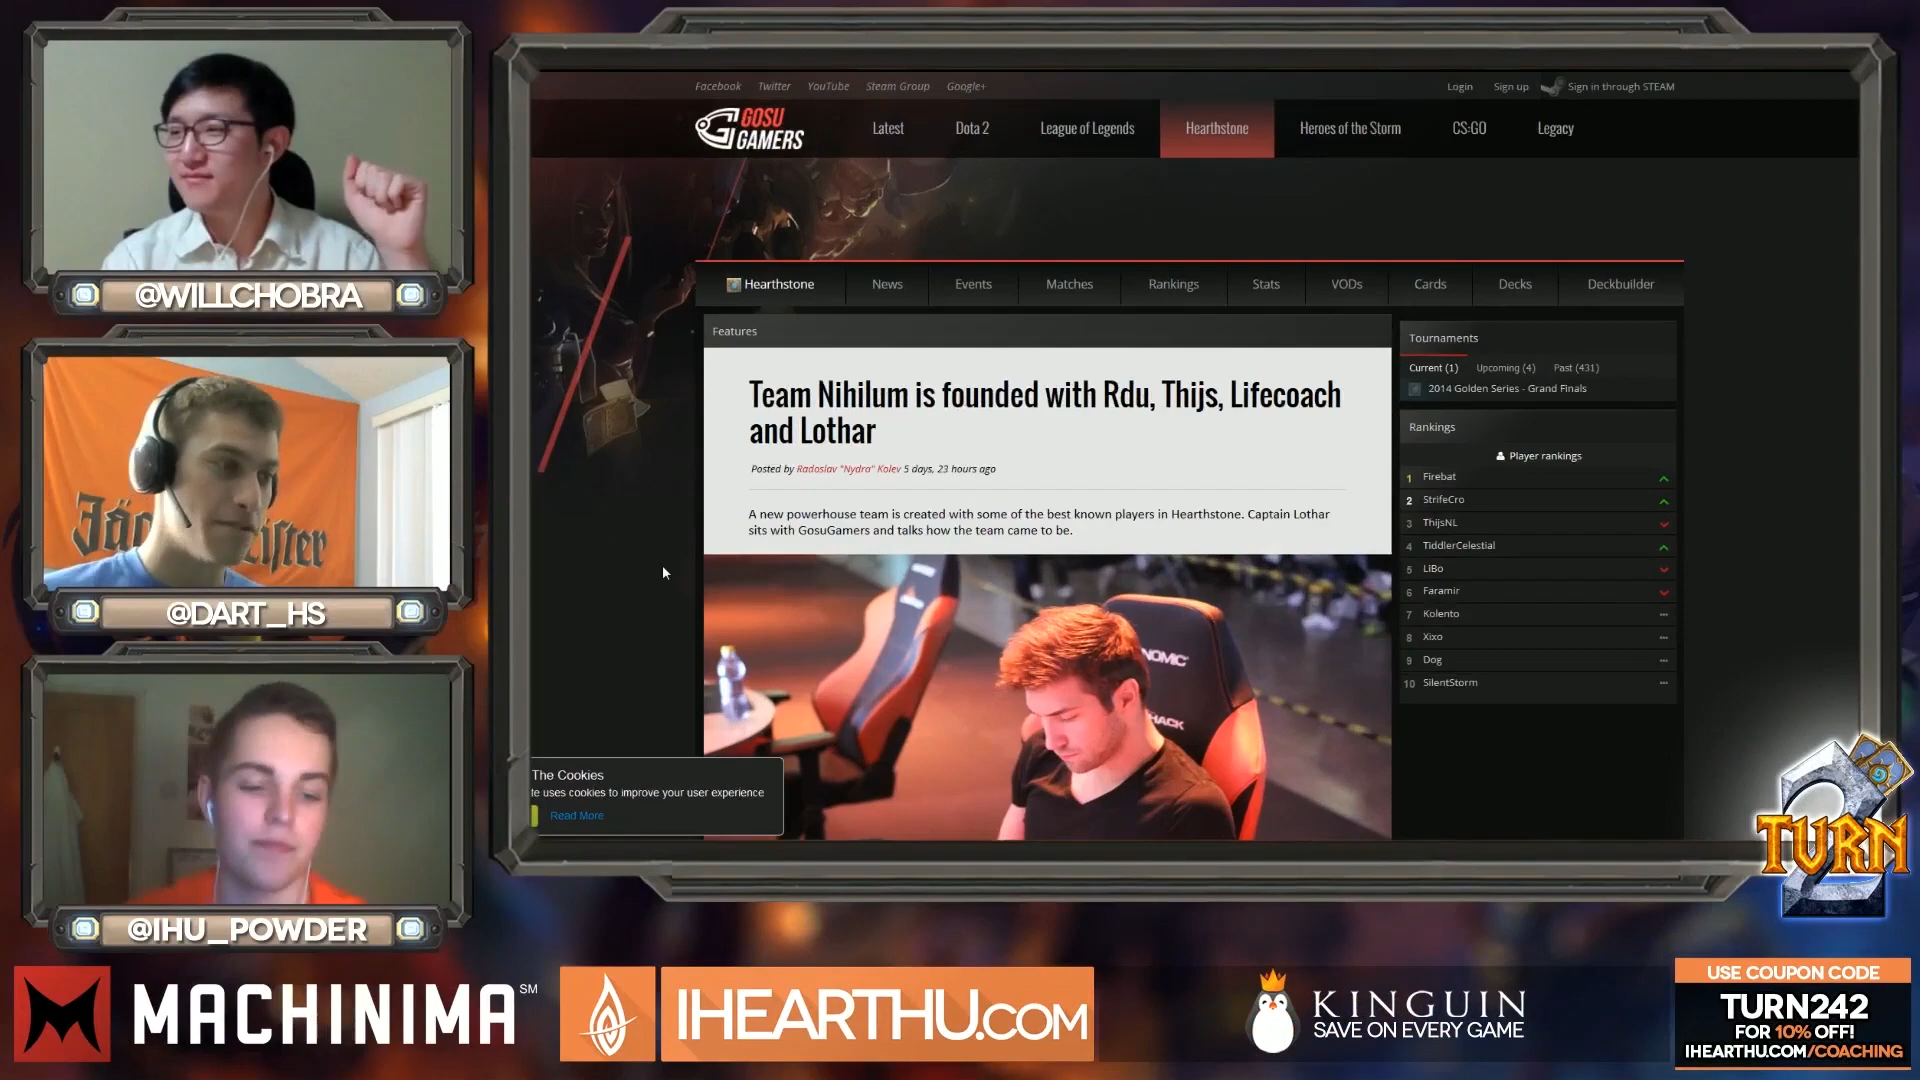 @WILLCHOBRA
@DART_HS
@IHU_POWDER
Facebook Twitter YouTube Steam Group Google+
Login Sign up Sign in through STEAM
GOSU
GAMERS
Latest Dota 2 League of Legends Hearthstone Heroes of the Storm CS:GO Legacy
Hearthstone News Events Matches Rankings Stats VODs Cards Decks Deckbuilder
Features
Team Nihilum is founded with Rdu, Thijs, Lifecoach
and Lothar
Posted by Radoslav "Nydra" Kolev 5 days, 23 hours ago
A new powerhouse team is created with some of the best known players in Hearthstone. Captain Lothar
sits with GosuGamers and talks how the team came to be.
Tournaments
Current (1) Upcoming (4) Past (431)
2014 Golden Series - Grand Finals
Rankings
Player rankings
1 Firebat
2 StrifeCro
3 ThijsNL
4 TiddlerCelestial
5 LiBo
6 Faramir
7 Kolento
8 Xixo
9 Dog
10 SilentStorm
The Cookies
te uses cookies to improve your user experience
Read More
TURN
2
MACHINIMA SM
IHEARTHU.COM
KINGUIN
SAVE ON EVERY GAME
USE COUPON CODE
TURN242
FOR 10% OFF!
IHEARTHU.COM/COACHING